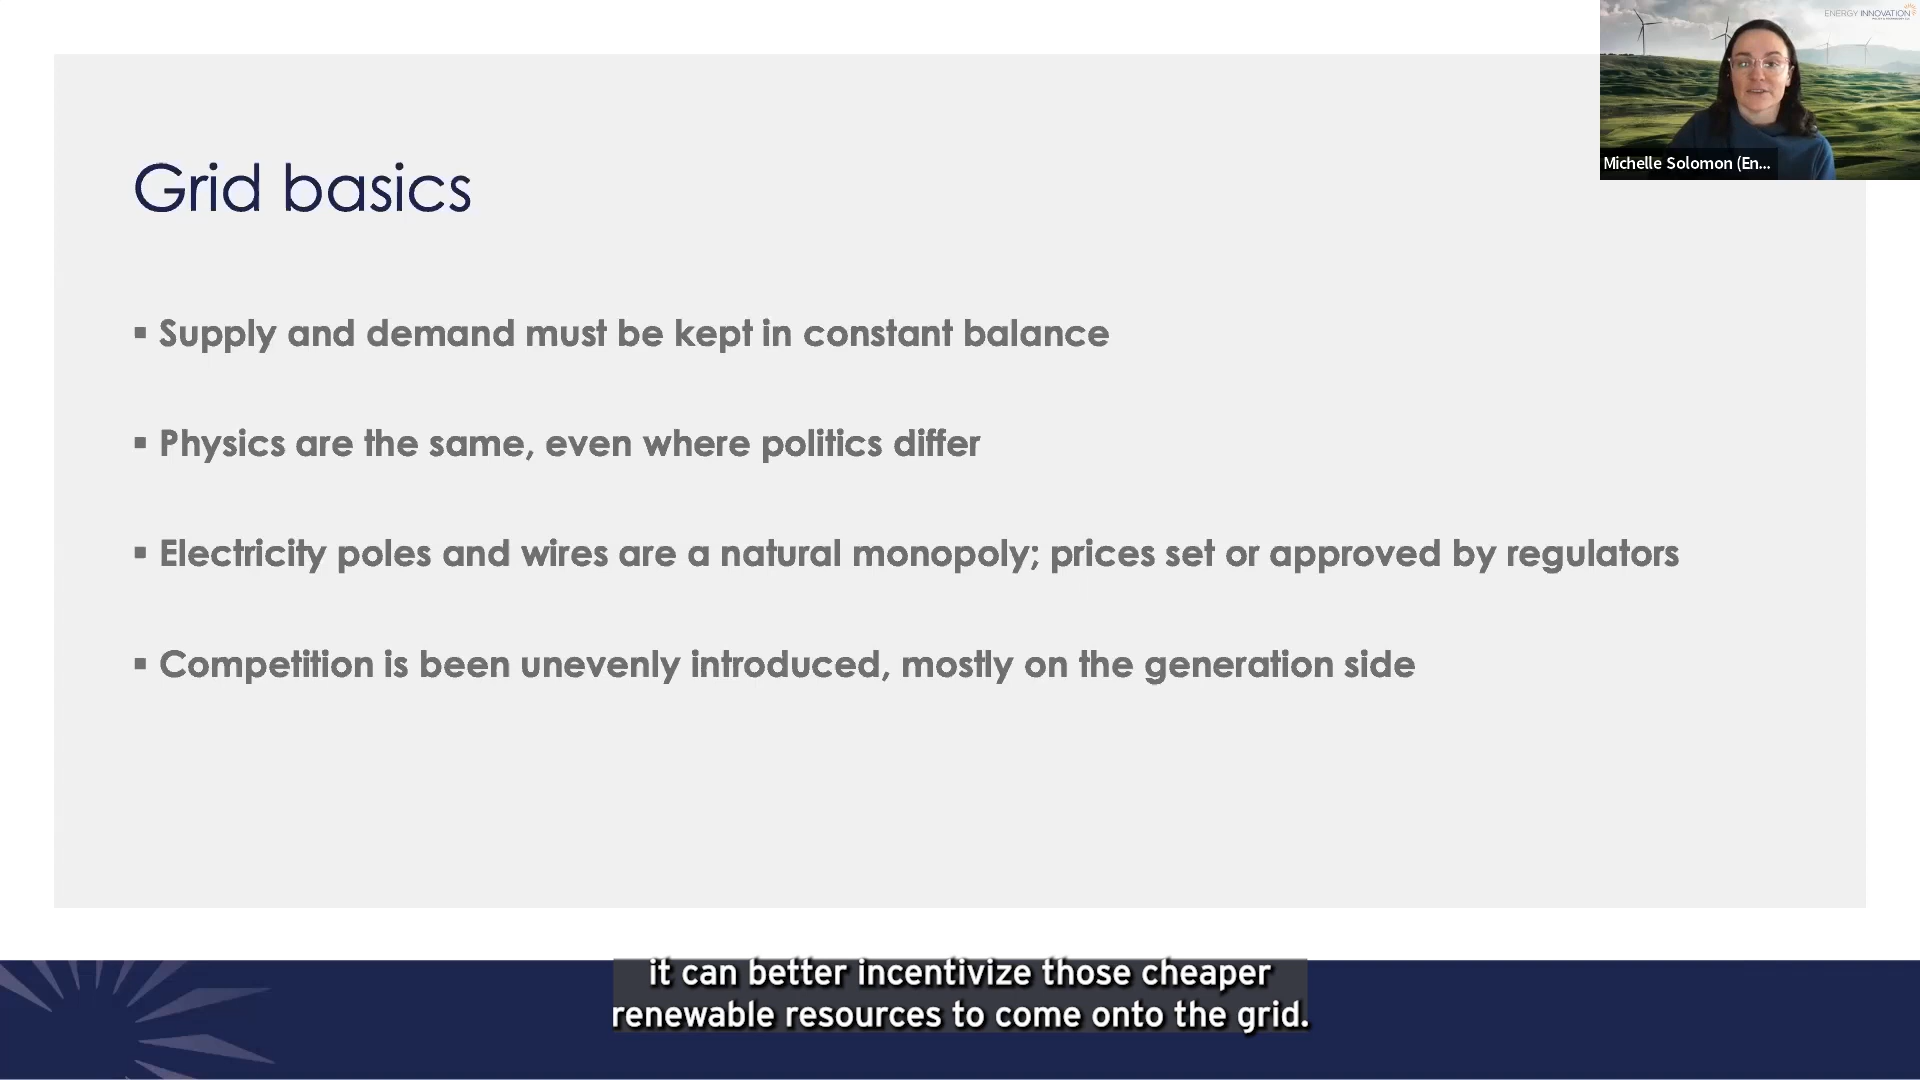 ENERGY INNOVATION
Michelle Solomon (En...
Grid basics
▪ Supply and demand must be kept in constant balance
▪ Physics are the same, even where politics differ
▪ Electricity poles and wires are a natural monopoly; prices set or approved by regulators
▪ Competition is been unevenly introduced, mostly on the generation side
it can better incentivize those cheaper
renewable resources to come onto the grid.